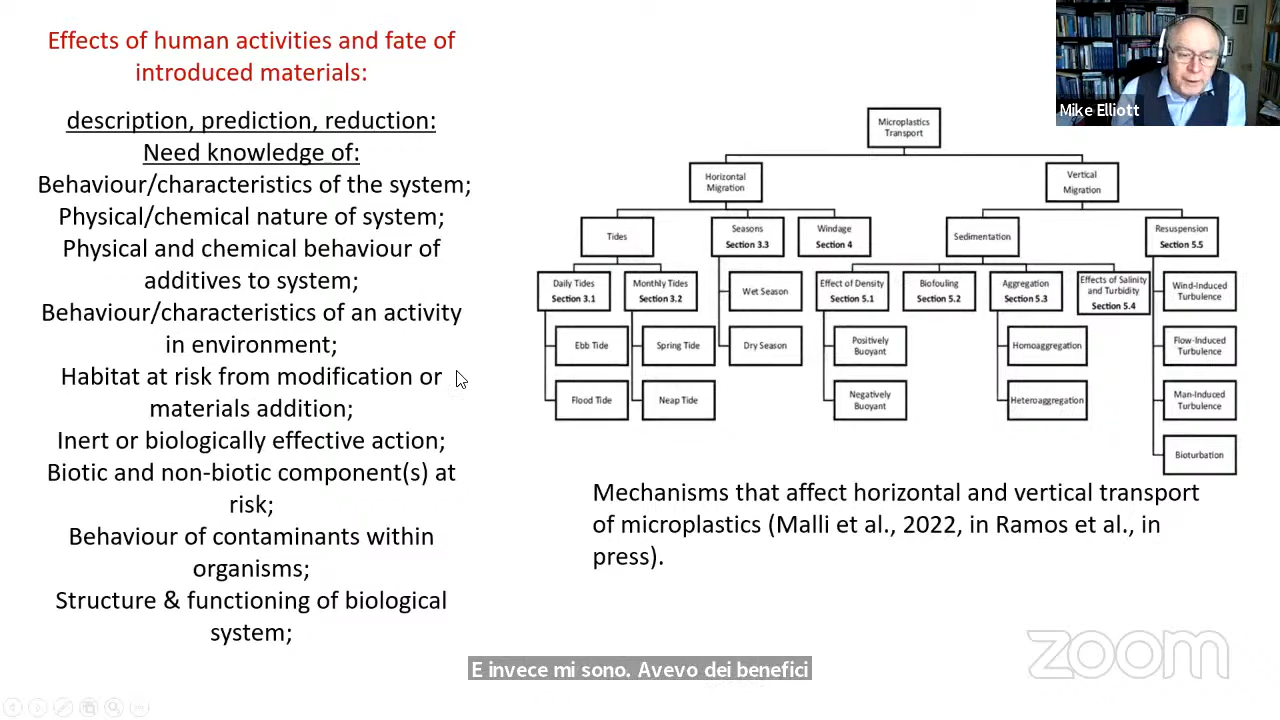 Effects of human activities and fate of
introduced materials:
description, prediction, reduction:
Need knowledge of:
Behaviour/characteristics of the system;
Physical/chemical nature of system;
Physical and chemical behaviour of
additives to system;
Behaviour/characteristics of an activity
in environment;
Habitat at risk from modification or
materials addition;
Inert or biologically effective action;
Biotic and non-biotic component(s) at
risk;
Behaviour of contaminants within
organisms;
Structure & functioning of biological
system;
Mike Elliott
Microplastics
Transport
Horizontal
Migration
Vertical
Migration
Tides
Seasons
Section 3.3
Windage
Section 4
Sedimentation
Resuspension
Section 5.5
Daily Tides
Section 3.1
Monthly Tides
Section 3.2
Wet Season
Effect of Density
Section 5.1
Biofouling
Section 5.2
Aggregation
Section 5.3
Effects of Salinity
and Turbidity
Section 5.4
Wind-Induced
Turbulence
Ebb Tide
Spring Tide
Dry Season
Positively
Buoyant
Homoaggregation
Flow-Induced
Turbulence
Flood Tide
Neap Tide
Negatively
Buoyant
Heteroaggregation
Man-Induced
Turbulence
Bioturbation
Mechanisms that affect horizontal and vertical transport
of microplastics (Malli et al., 2022, in Ramos et al., in
press).
zoom
E invece mi sono. Avevo dei benefici